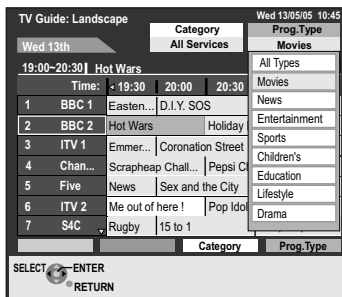 TV Guide: Landscape
Wed 13/05/05 10:45
Category
Prog.Type
Wed 13th
All Services
Movies
19:00~20:30 Hot Wars
Time:
19:30 20:00 20:30
1 BBC 1 Easten... D.I.Y. SOS
2 BBC 2 Hot Wars Holiday
3 ITV 1 Emmer... Coronation Street
4 Chan... Scrapheap Chall... Pepsi
5 Five News Sex and the City
6 ITV 2 Me out of here ! Pop Idol
7 S4C Rugby 15 to 1
All Types
Movies
News
Entertainment
Sports
Children's
Education
Lifestyle
Drama
Category
Prog.Type
SELECT ENTER
RETURN